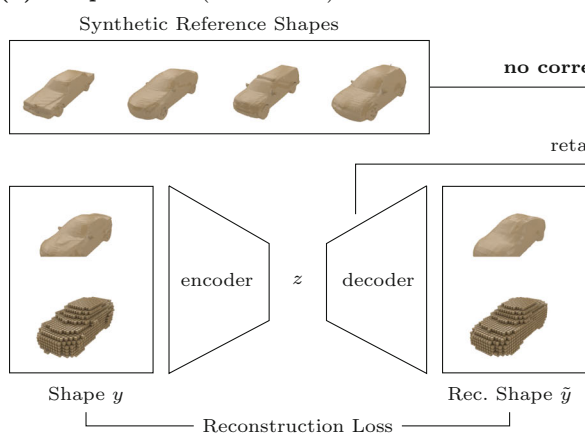 Synthetic Reference Shapes
no corre
reta
encoder
z
decoder
Shape y
Rec. Shape ỹ
Reconstruction Loss